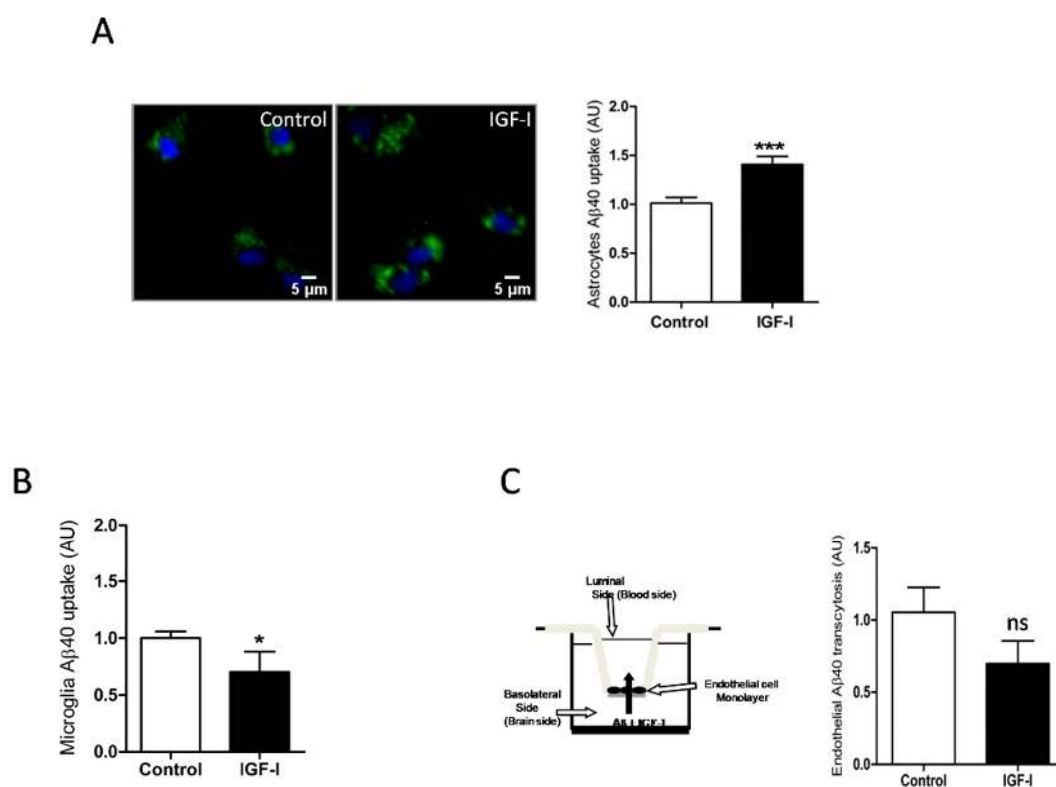 A
Control
IGF-I
5 µm
5 µm
Astrocytes Aβ40 uptake (AU)
2.0
1.5
1.0
0.5
0.0
***
Control
IGF-I
B
Microglia Aβ40 uptake (AU)
2.0
1.5
1.0
0.5
0.0
*
Control
IGF-I
C
Luminal
Side (Blood side)
Basolateral
Side
(Brain side)
Endothelial cell
Monolayer
IGF-I
Endothelial Aβ40 transcytosis (AU)
1.5
1.0
0.5
0.0
ns
Control
IGF-I